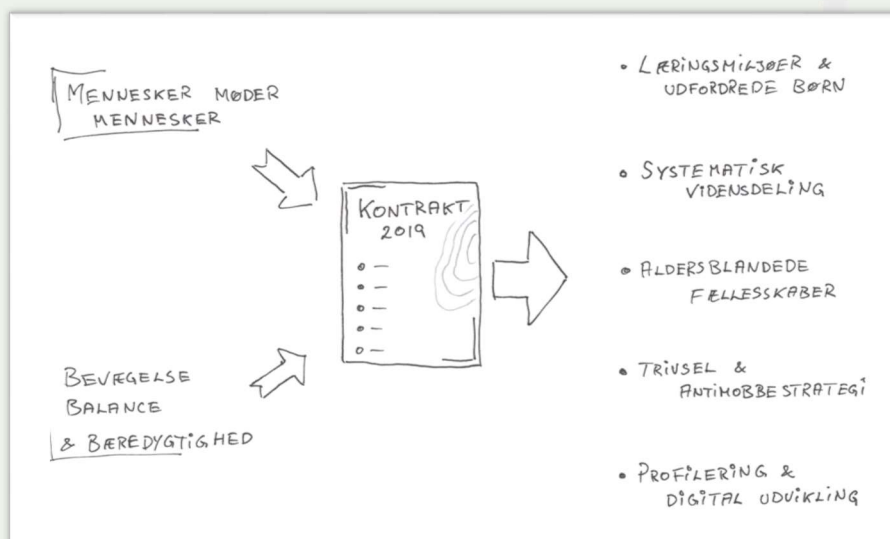 MENNESKER MØDER
MENNESKER
BEVÆGELSE
BALANCE
& BÆREDYGTIGHED
KONTRAKT
2019
• LÆRINGSMILJØER &
UDFORDREDE BØRN
• SYSTEMATISK
VIDENSDELING
• ALDERSBLANDEDE
FÆLLESSKABER
• TRIVSEL &
ANTIMOBBESTRATEGI
• PROFILERING &
DIGITAL UDVIKLING